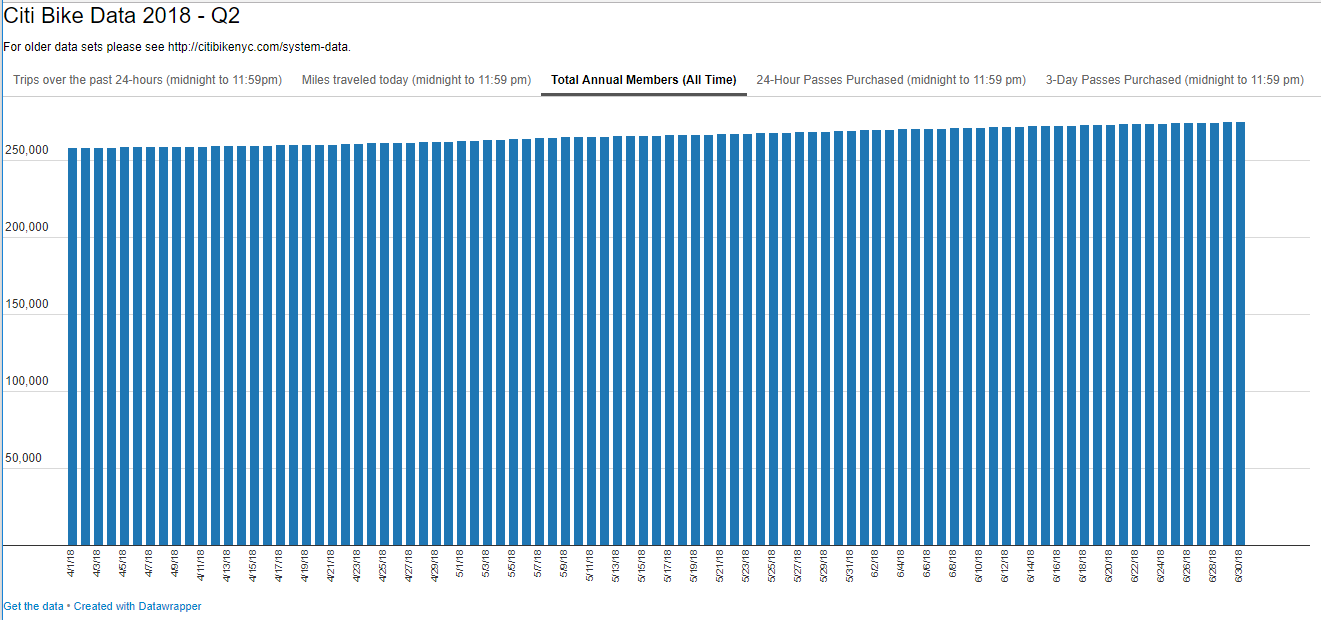 Citi Bike Data 2018 - Q2
For older data sets please see http://citibikenyc.com/system-data.
Trips over the past 24-hours (midnight to 11:59pm) Miles traveled today (midnight to 11:59 pm) Total Annual Members (All Time) 24-Hour Passes Purchased (midnight to 11:59 pm) 3-Day Passes Purchased (midnight to 11:59 pm)
250,000
200,000
150,000
100,000
50,000
4/1/18 4/3/18 4/5/18 4/7/18 4/9/18 4/11/18 4/13/18 4/15/18 4/17/18 4/19/18 4/21/18 4/23/18 4/25/18 4/27/18 4/29/18 5/1/18 5/3/18 5/5/18 5/7/18 5/9/18 5/11/18 5/13/18 5/15/18 5/17/18 5/19/18 5/21/18 5/23/18 5/25/18 5/27/18 5/29/18 5/31/18 6/2/18 6/4/18 6/6/18 6/8/18 6/10/18 6/12/18 6/14/18 6/16/18 6/18/18 6/20/18 6/22/18 6/24/18 6/26/18 6/28/18 6/30/18
Get the data • Created with Datawrapper